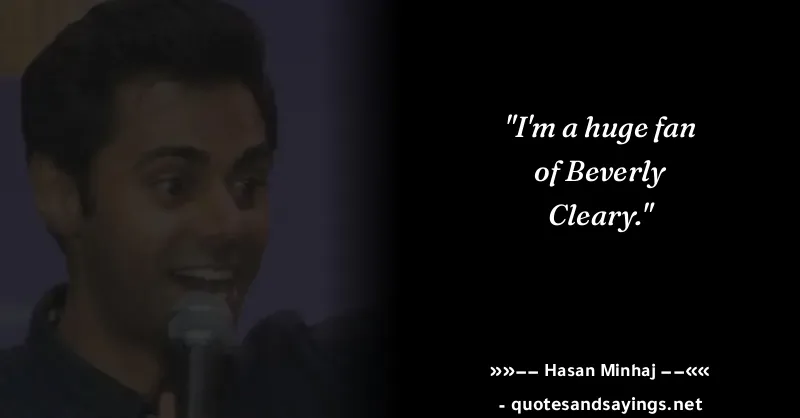 "I'm a huge fan
of Beverly
Cleary."
»»−− Hasan Minhaj −−««
- quotesandsayings.net